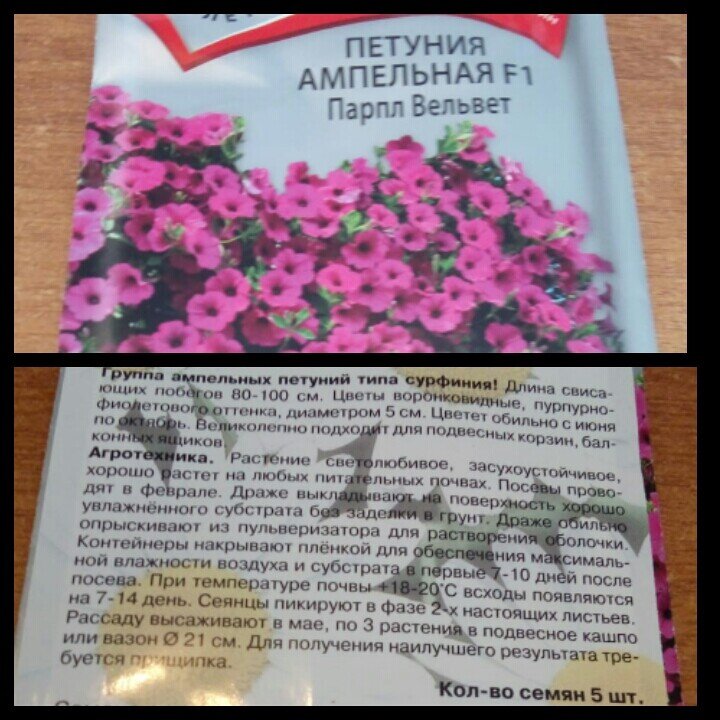 ПЕТУНИЯ
АМПЕЛЬНАЯ F1
Парпл Вельвет
Группа ампельных петуний типа сурфиния! Длина свиса-
ющих побегов 80-100 см. Цветы воронковидные, пурпурно-
фиолетового оттенка, диаметром 5 см. Цветет обильно с июня
по октябрь. Великолепно подходит для подвесных корзин, бал-
конных ящиков.
Агротехника. Растение светолюбивое, засухоустойчивое,
хорошо растет на любых питательных почвах. Посевы прово-
дят в феврале. Драже выкладывают на поверхность хорошо
увлажнённого субстрата без заделки в грунт. Драже обильно
опрыскивают из пульверизатора для растворения оболочки.
Контейнеры накрывают плёнкой для обеспечения максималь-
ной влажности воздуха и субстрата в первые 7-10 дней после
посева. При температуре почвы +18-20°С всходы появляются
на 7-14 день. Сеянцы пикируют в фазе 2-х настоящих листьев.
Рассаду высаживают в мае, по 3 растения в подвесное кашпо
или вазон Ø 21 см. Для получения наилучшего результата тре-
буется прищипка.
Кол-во семян 5 шт.